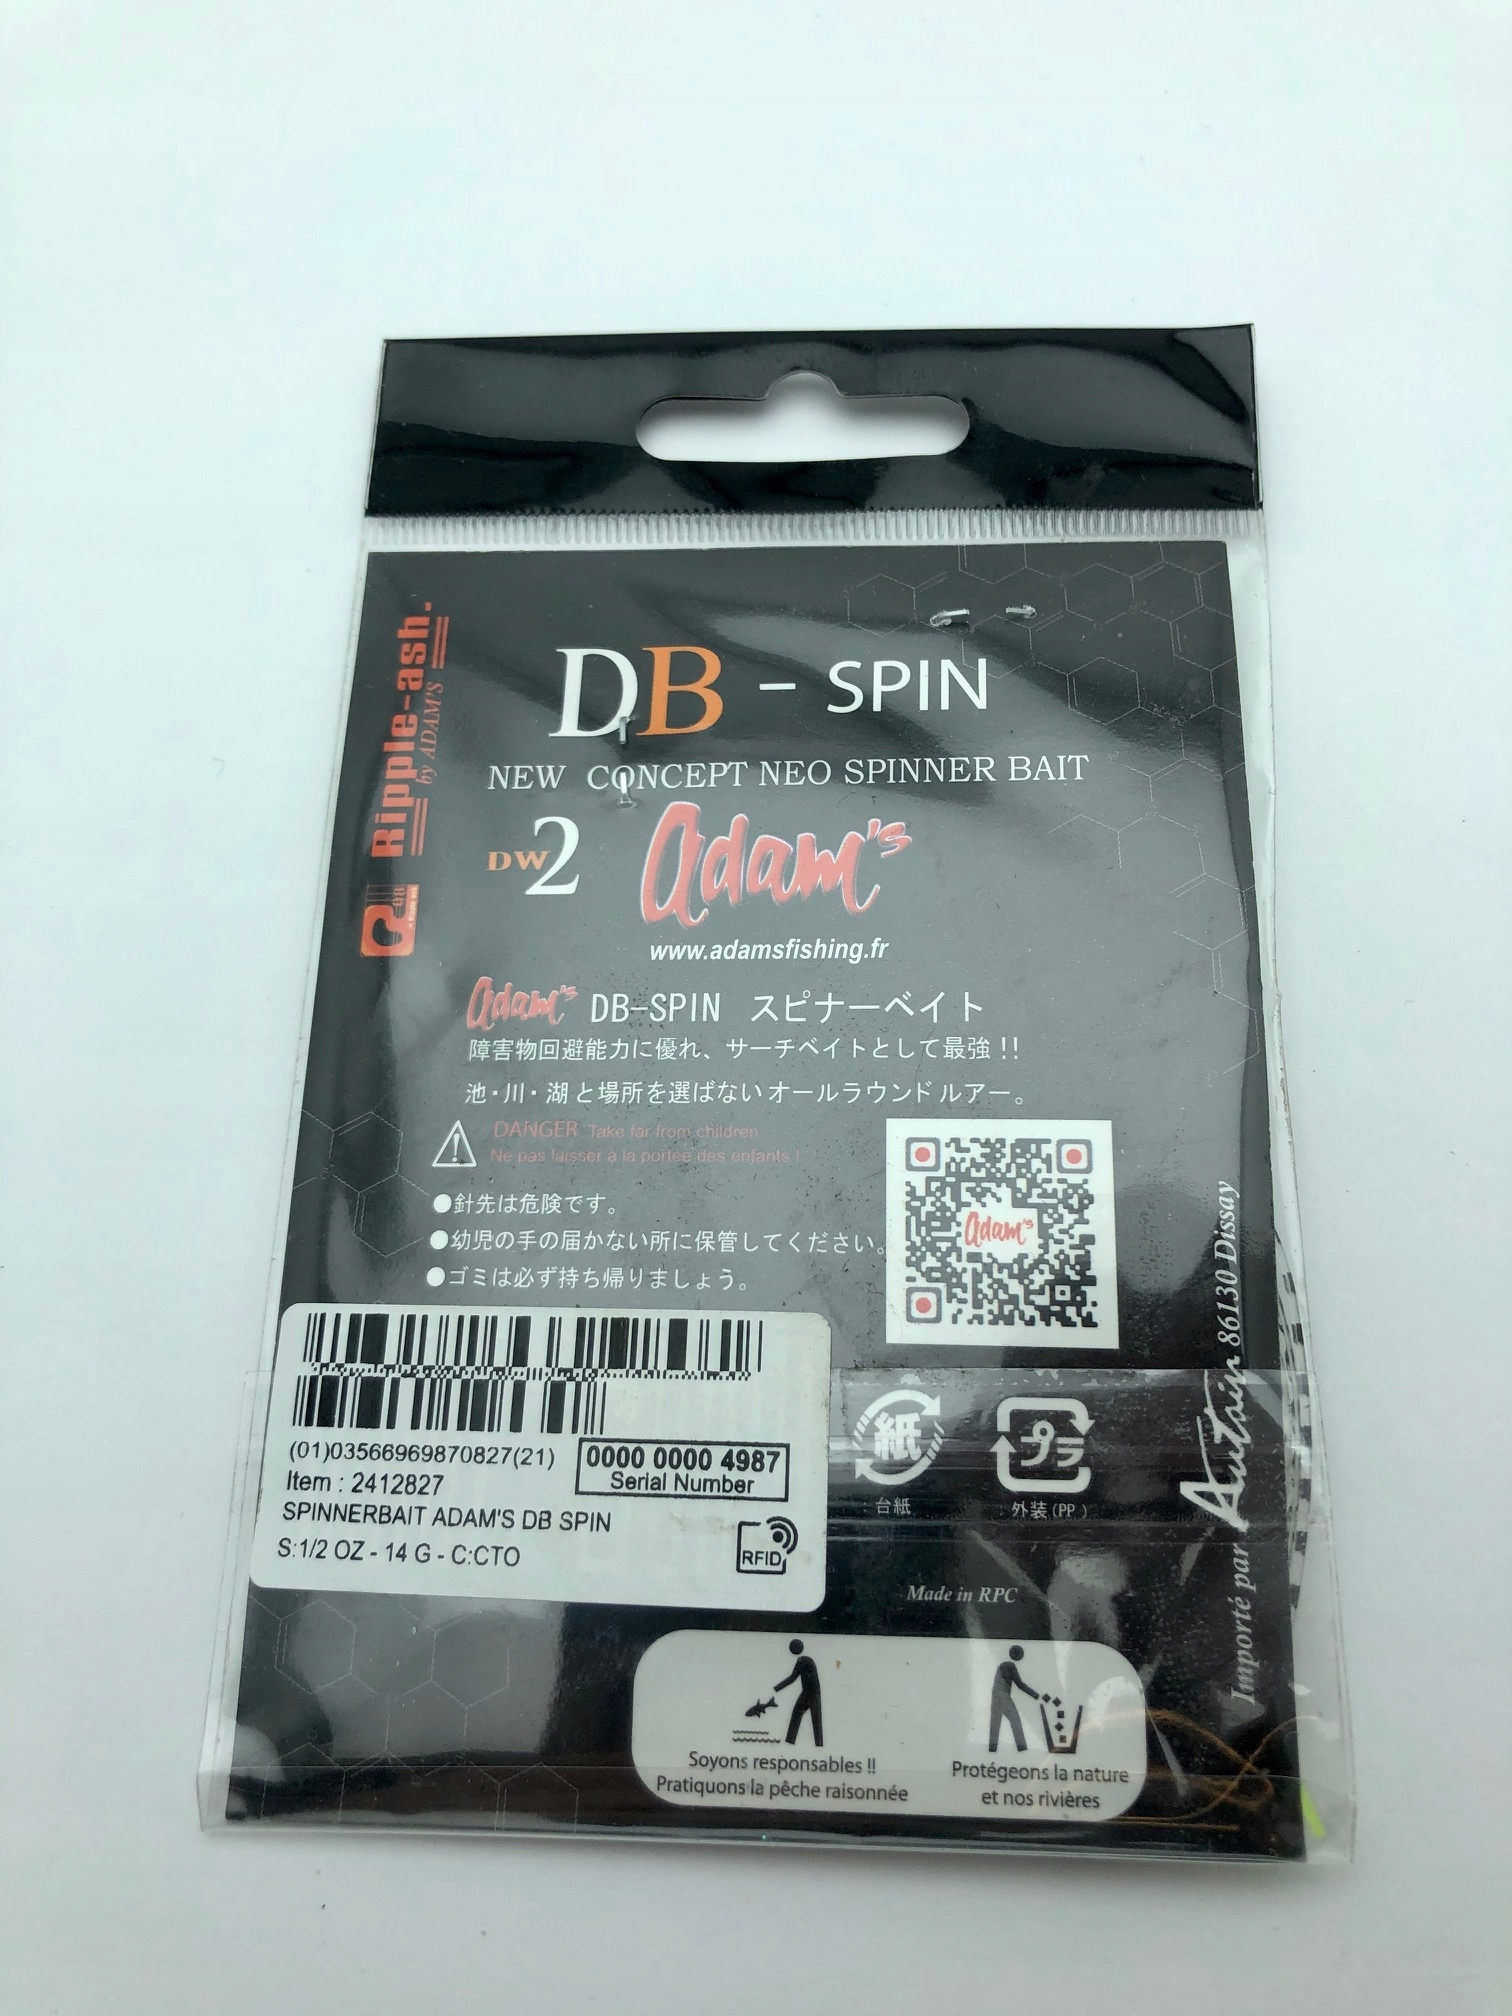 Ripple-ash.
by ADAM'S
DB - SPIN
NEW CONCEPT NEO SPINNER BAIT
DW2
adam's
www.adamsfishing.fr
adam's DB-SPIN スピナーベイト
障害物回避能力に優れ、サーチベイトとして最強!!
池・川・湖と場所を選ばないオールラウンドルアー。
DANGER Take far from children
Ne pas laisser à la portée des enfants !
●針先は危険です。
●幼児の手の届かない所に保管してください。
●ゴミは必ず持ち帰りましょう。
adam's
(01)03566969870827(21)
0000 0000 4987
Serial Number
Item : 2412827
SPINNERBAIT ADAM'S DB SPIN
S:1/2 OZ - 14 G - C:CTO
RFID
紙
台紙
プラ
外装(PP)
Made in RPC
Importé par Autain 86130 Dissay
Soyons responsables !!
Pratiquons la pêche raisonnée
Protégeons la nature
et nos rivières